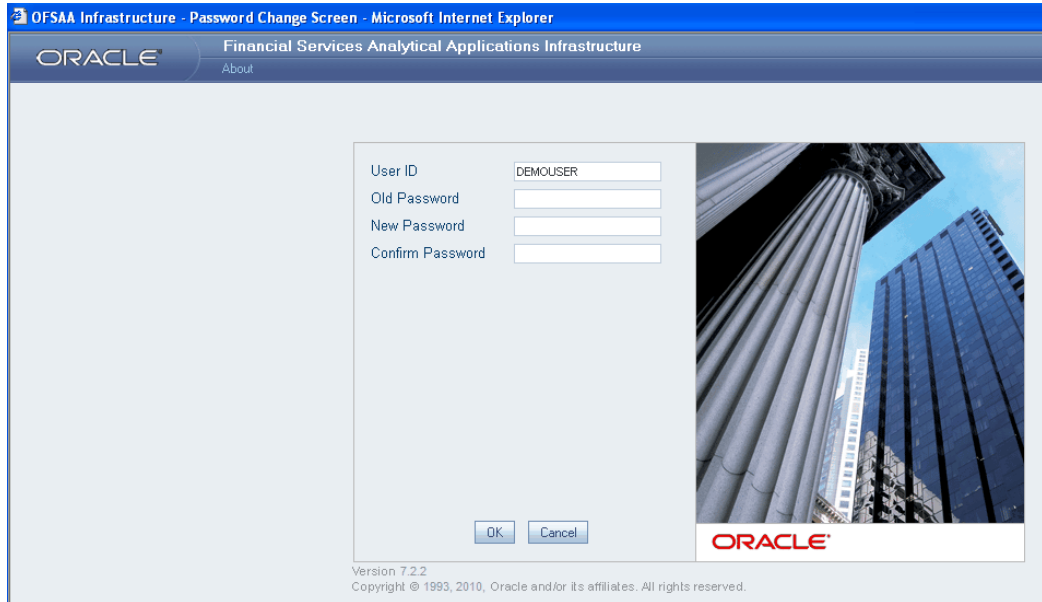 OFSAA Infrastructure - Password Change Screen - Microsoft Internet Explorer
ORACLE
Financial Services Analytical Applications Infrastructure
About
User ID DEMOUSER
Old Password
New Password
Confirm Password
OK Cancel
ORACLE
Version 7.2.2
Copyright © 1993, 2010, Oracle and/or its affiliates. All rights reserved.